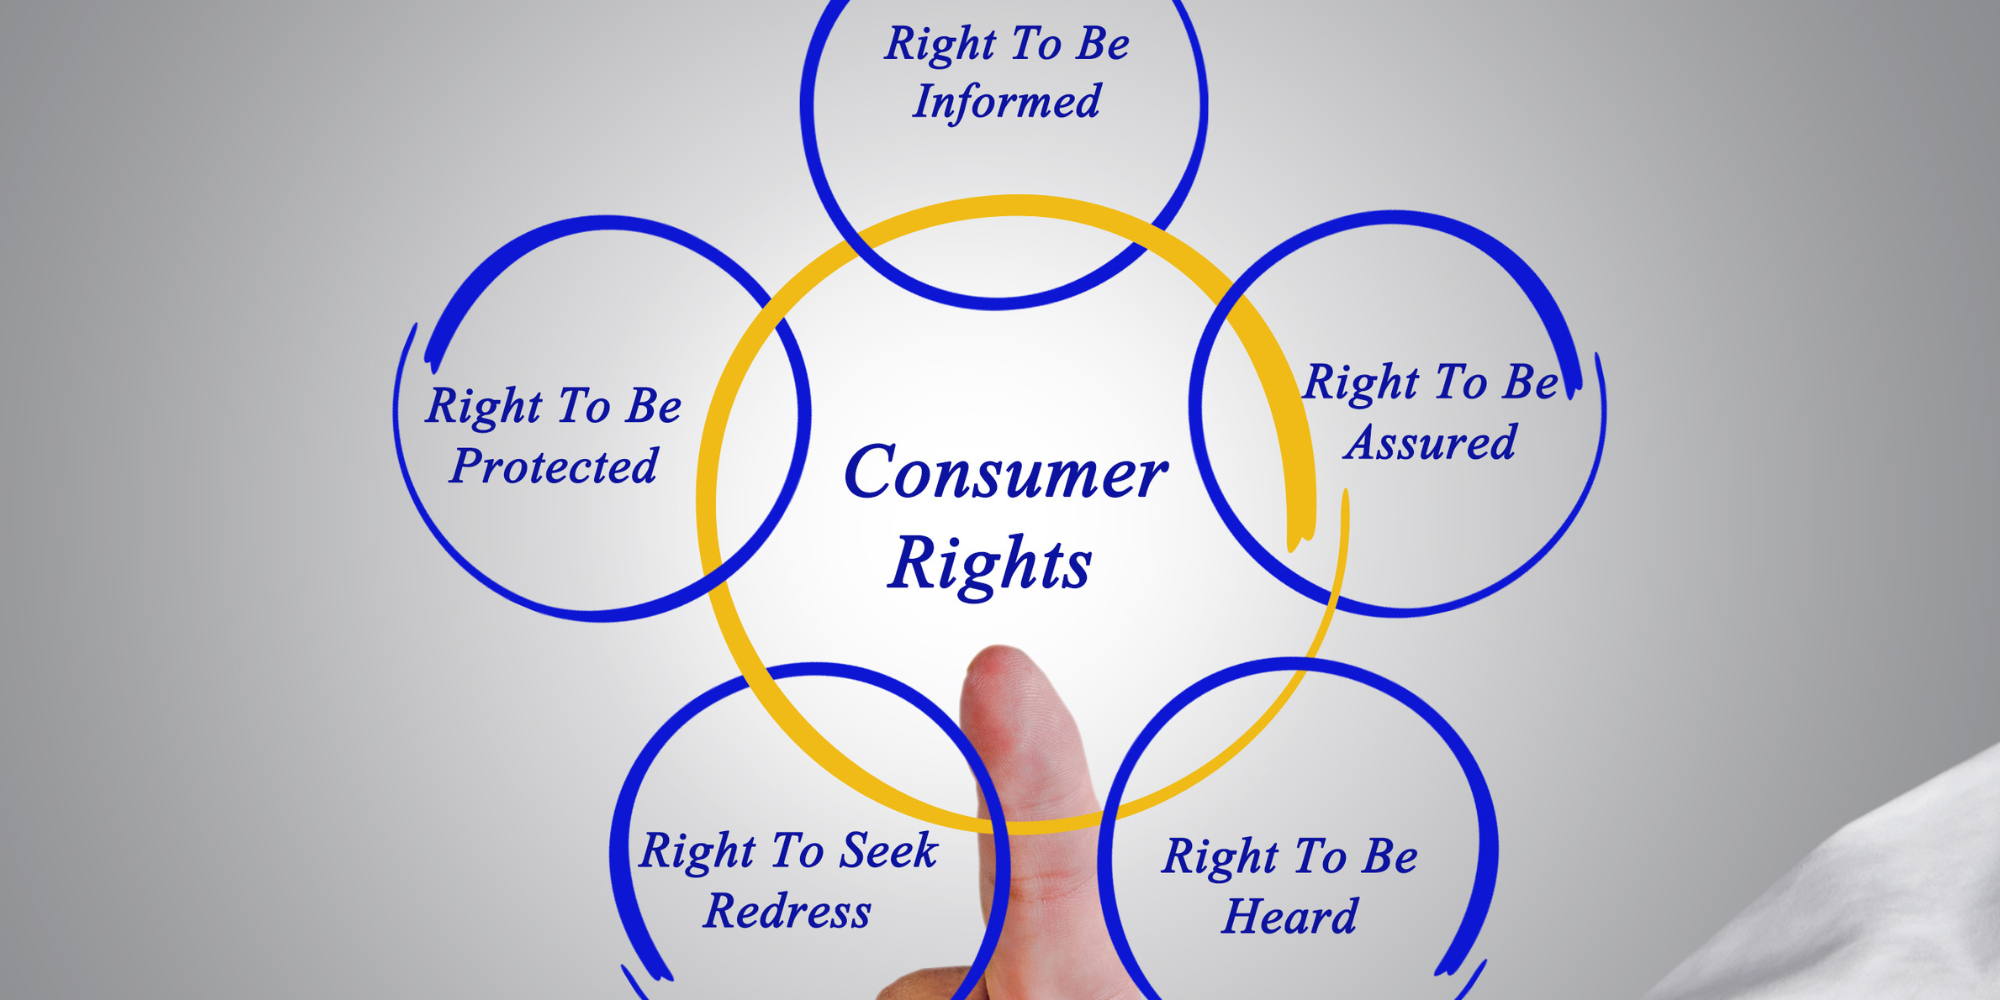 Right To Be
Informed
Right To Be
Protected
Right To Be
Assured
Consumer
Rights
Right To Seek
Redress
Right To Be
Heard